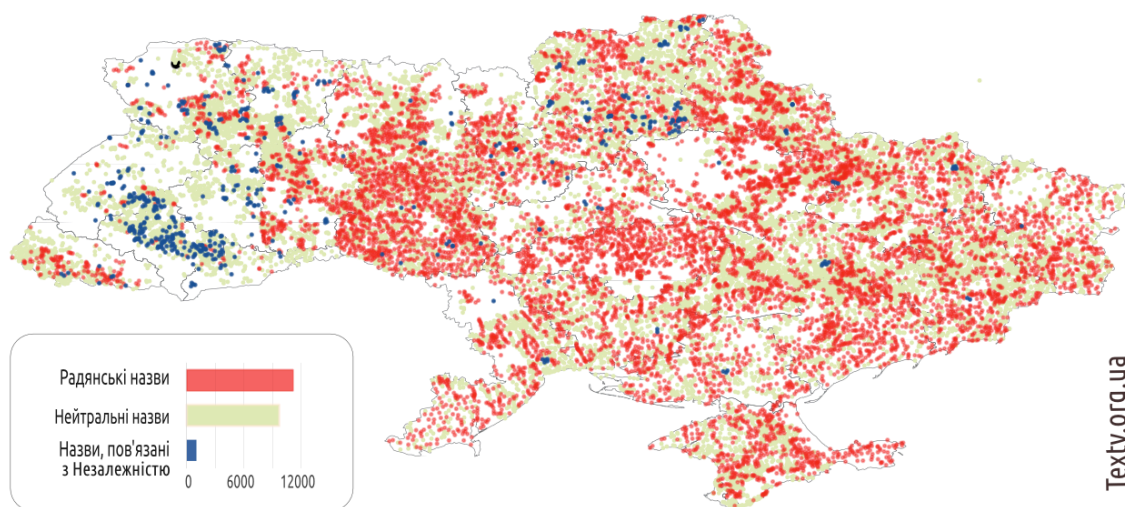 Радянські назви
Нейтральні назви
Назви, пов'язані
з Незалежністю
0 6000 12000
Texty.org.ua